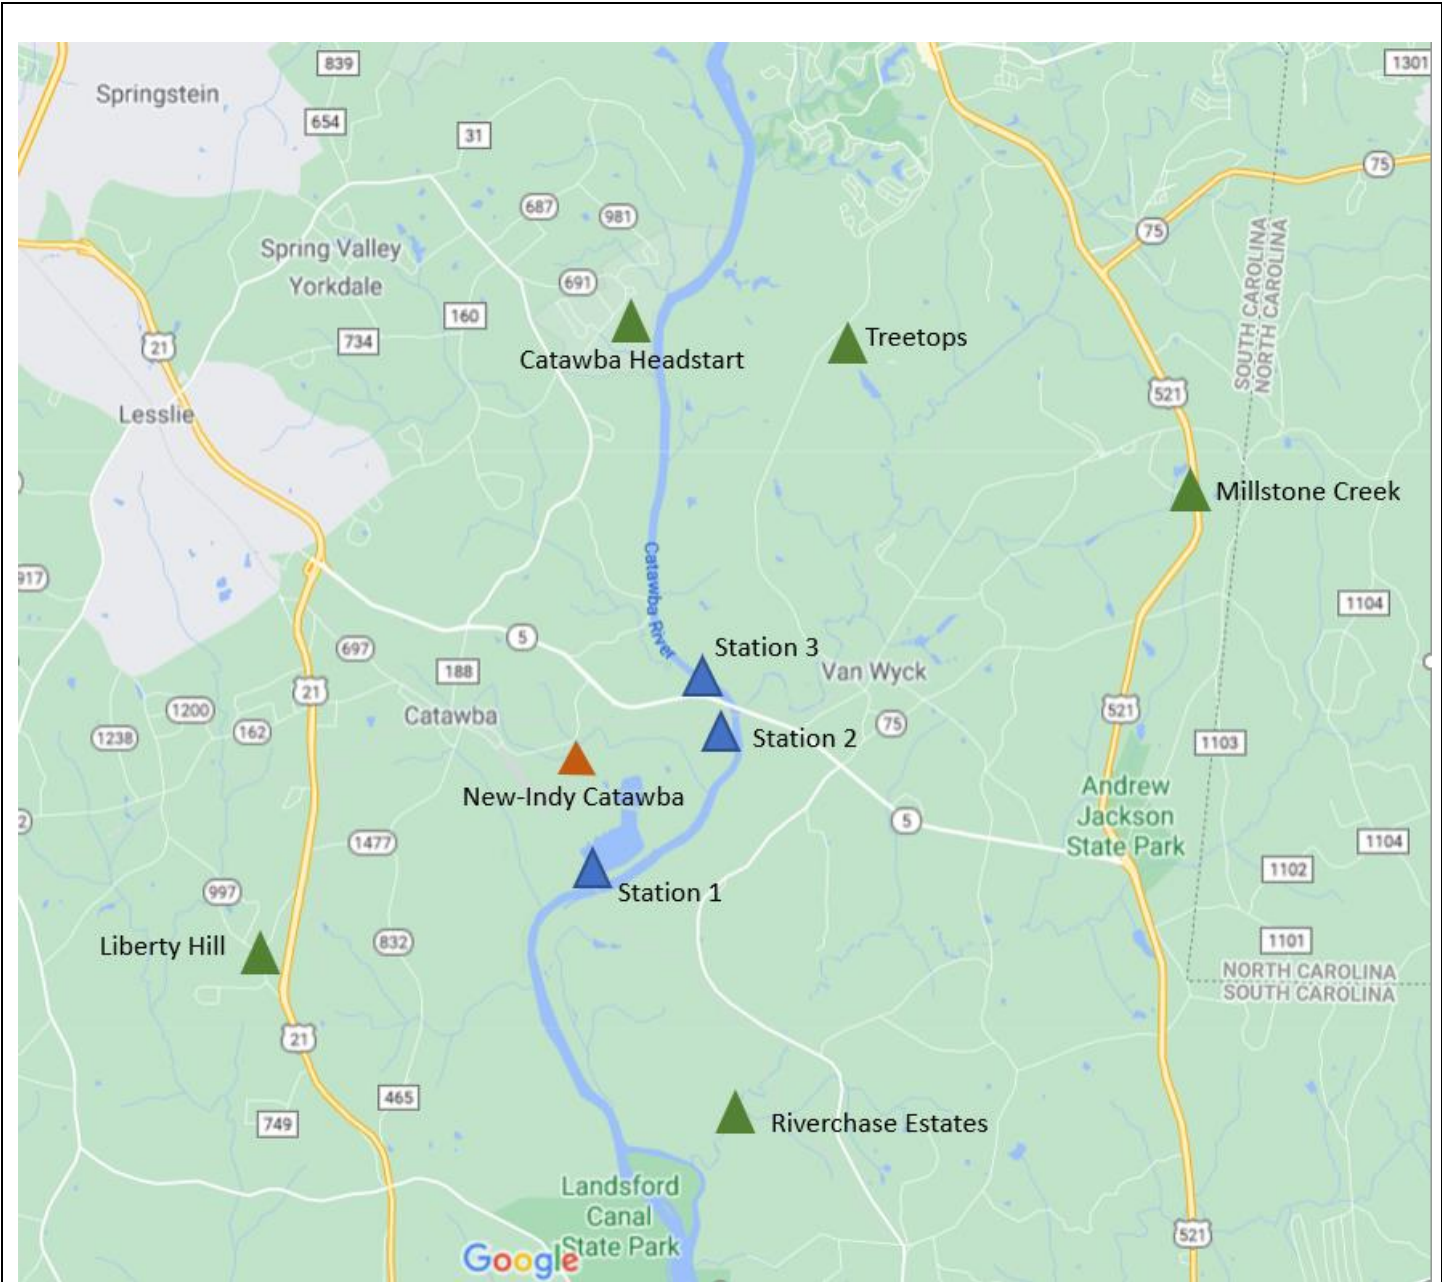 839
1301
Springstein
654
31
75
687
981
75
Spring Valley
Yorkdale
SOUTH CAROLINA
NORTH CAROLINA
691
160
734
21
Catawba Headstart
Treetops
521
Lesslie
Millstone Creek
Catawba River
917
1104
5
697
Station 3
188
Van Wyck
21
1200
Catawba
162
1238
75
521
Station 2
1103
New-Indy Catawba
Andrew
Jackson
State Park
2
5
1477
1104
1102
997
Station 1
Liberty Hill
832
1101
NORTH CAROLINA
SOUTH CAROLINA
21
465
749
Riverchase Estates
Landsford
Canal
State Park
Google
521